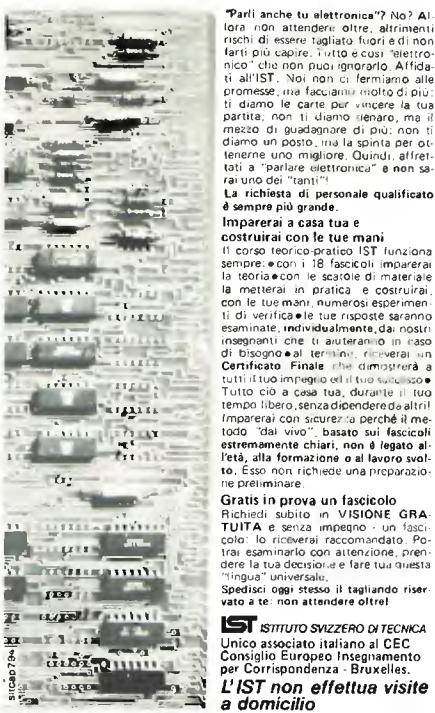 "Parli anche tu elettronica"? No? Al-
lora non attendere oltre, altrimenti
rischi di essere tagliato fuori e di non
farti più capire. Tutto è così "elettro-
nico" che non puoi ignorarlo. Affida-
ti all'IST. Noi non ci fermiamo alle
promesse, ma facciamo molto di più:
ti diamo le carte per vincere la tua
partita; non ti diamo denaro, ma il
mezzo di guadagnare di più; non ti
diamo un posto, ma la spinta per ot-
tenerne uno migliore. Quindi, affret-
tati a "parlare elettronica" e non sa-
rai uno dei "tanti"!
La richiesta di personale qualificato
è sempre più grande.
Imparerai a casa tua e
costruirai con le tue mani
Il corso teorico-pratico IST funziona
sempre: ● con i 18 fascicoli imparerai
la teoria ● con le scatole di materiale
la metterai in pratica e costruirai,
con le tue mani, numerosi esperimen-
ti di verifica ● le tue risposte saranno
esaminate, individualmente, dai nostri
insegnanti che ti aiuteranno in caso
di bisogno ● al termine, riceverai un
Certificato Finale che dimostrerà a
tutti il tuo impegno ed il tuo successo ●
Tutto ciò a casa tua, durante il tuo
tempo libero, senza dipendere da altri!
Imparerai con sicurezza perché il me-
todo "dal vivo", basato sui fascicoli
estremamente chiari, non è legato al-
l'età, alla formazione o al lavoro svol-
to. Esso non richiede una preparazio-
ne preliminare.
Gratis in prova un fascicolo
Richiedi subito in VISIONE GRA-
TUITA e senza impegno - un fasci-
colo: lo riceverai raccomandato. Po-
trai esaminarlo con attenzione, pren-
dere la tua decisione e fare tua questa
"lingua" universale.
Spedisci oggi stesso il tagliando riser-
vato a te: non attendere oltre!
IST ISTITUTO SVIZZERO DI TECNICA
Unico associato italiano al CEC
Consiglio Europeo Insegnamento
per Corrispondenza - Bruxelles.
L'IST non effettua visite
a domicilio